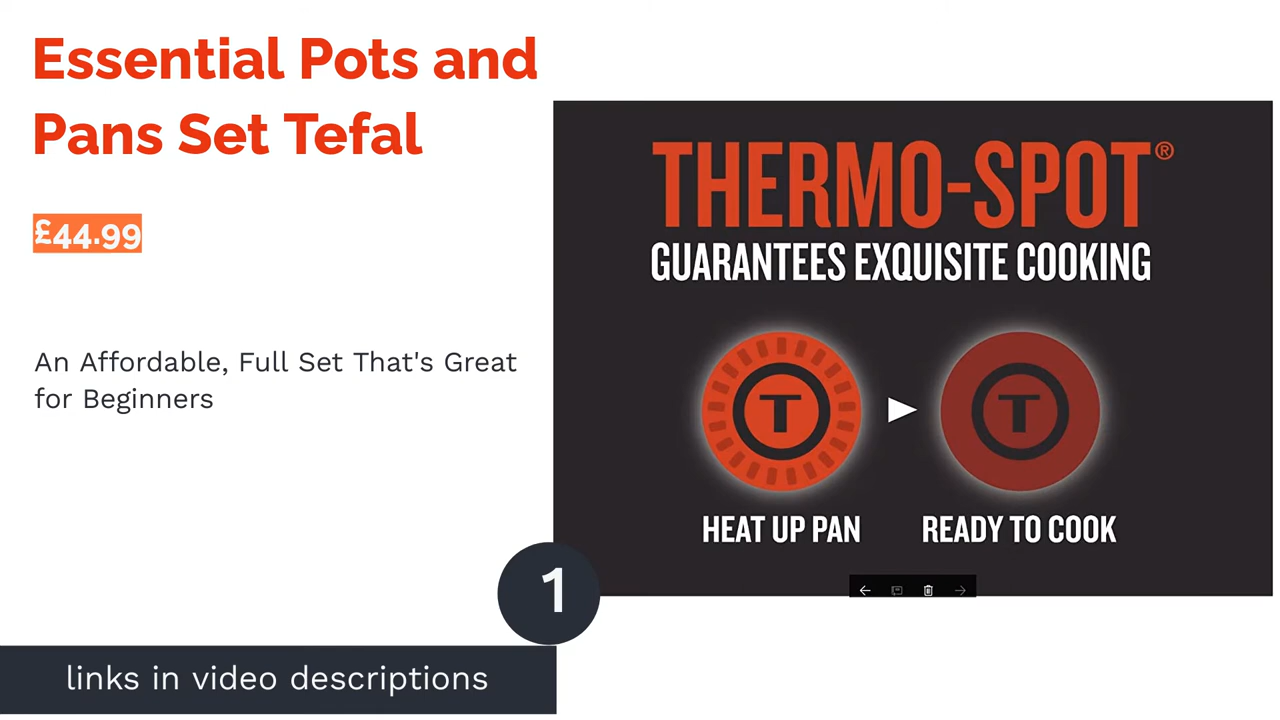 Essential Pots and
Pans Set Tefal
£44.99
An Affordable, Full Set That's Great
for Beginners
THERMO-SPOT®
GUARANTEES EXQUISITE COOKING
T
T
HEAT UP PAN
READY TO COOK
1
links in video descriptions